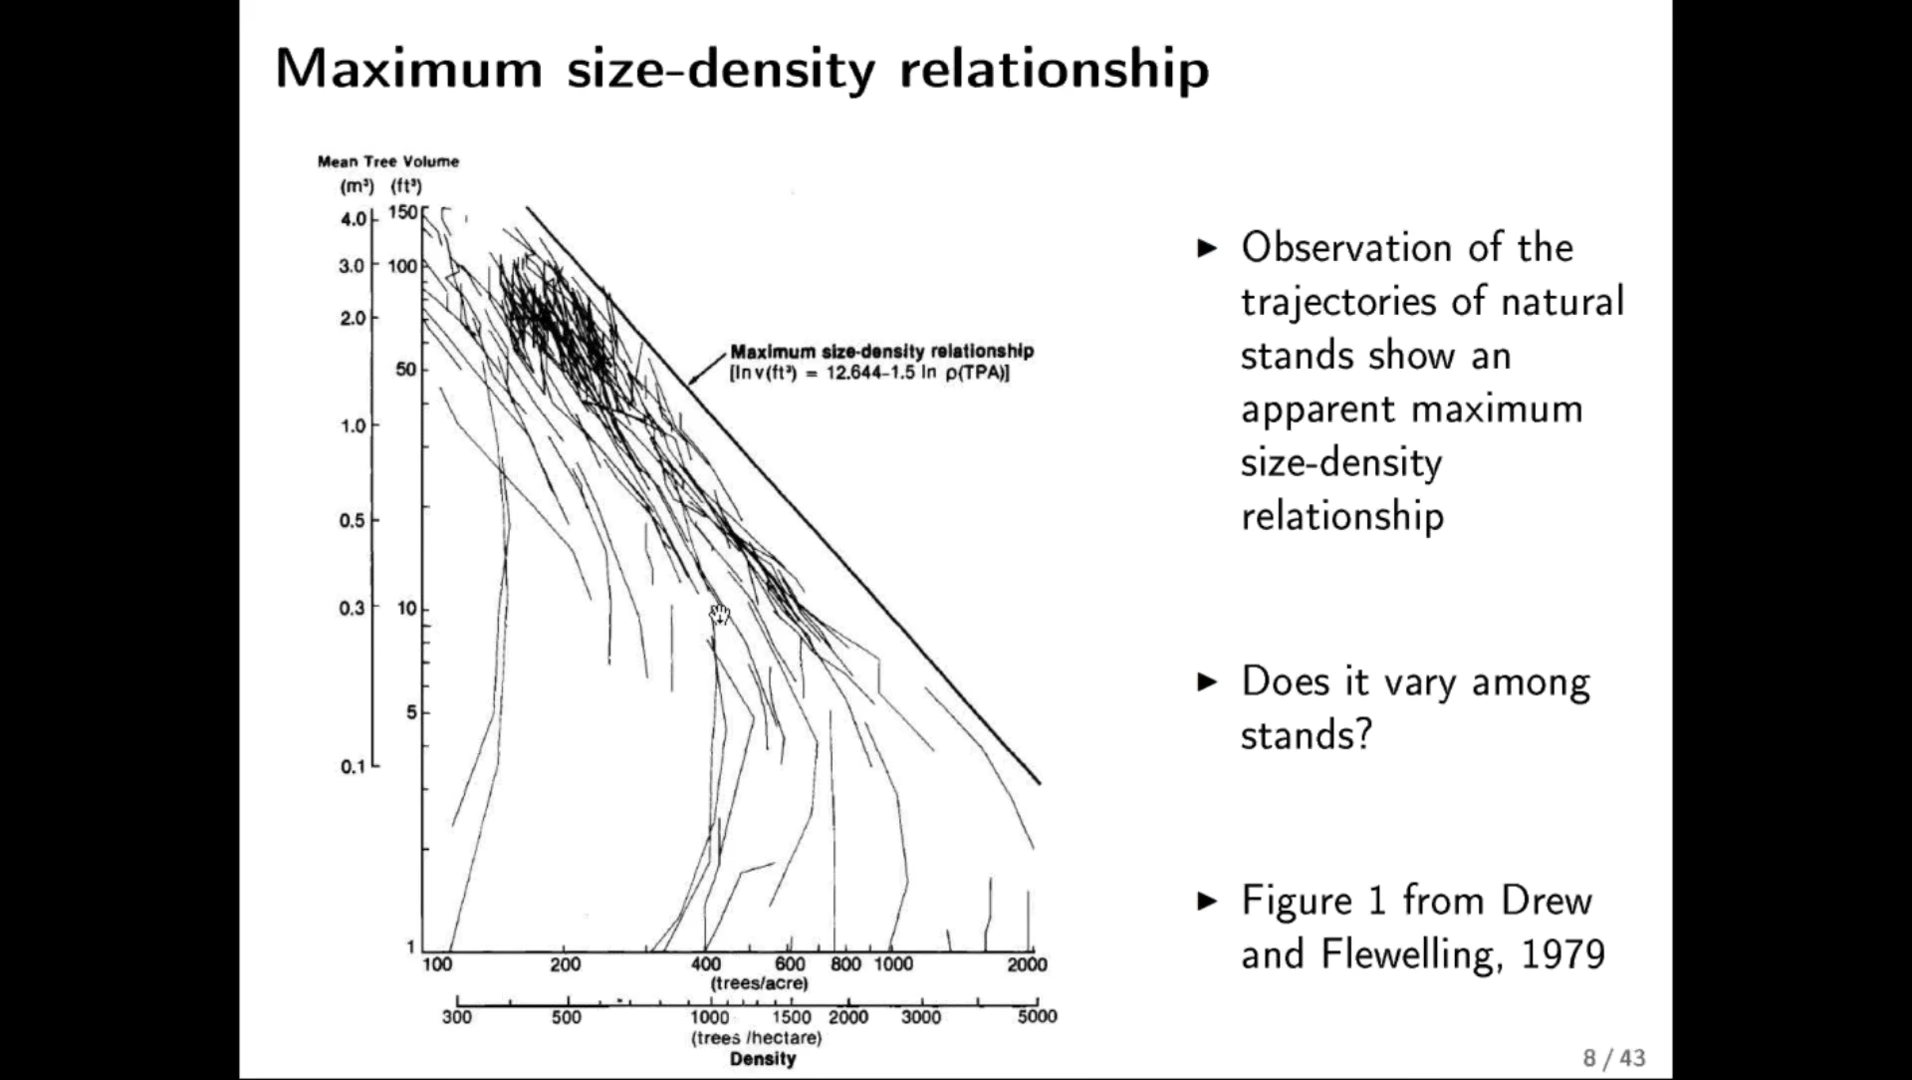 Maximum size-density relationship
Mean Tree Volume
(m³) (ft³)
4.0
3.0
2.0
1.0
0.5
0.3
0.1
150
100
50
10
5
1
Maximum size-density relationship
[ln v(ft³) = 12.644-1.5 ln ρ(TPA)]
100 200 400 600 800 1000 2000
(trees/acre)
300 500 1000 1500 2000 3000 5000
(trees /hectare)
Density
▶ Observation of the
trajectories of natural
stands show an
apparent maximum
size-density
relationship
▶ Does it vary among
stands?
▶ Figure 1 from Drew
and Flewelling, 1979
8 / 43